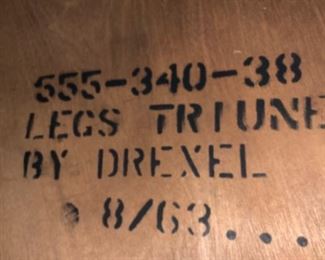 555-340-38
LEGS TRIUNE
BY DREXEL
8/63....